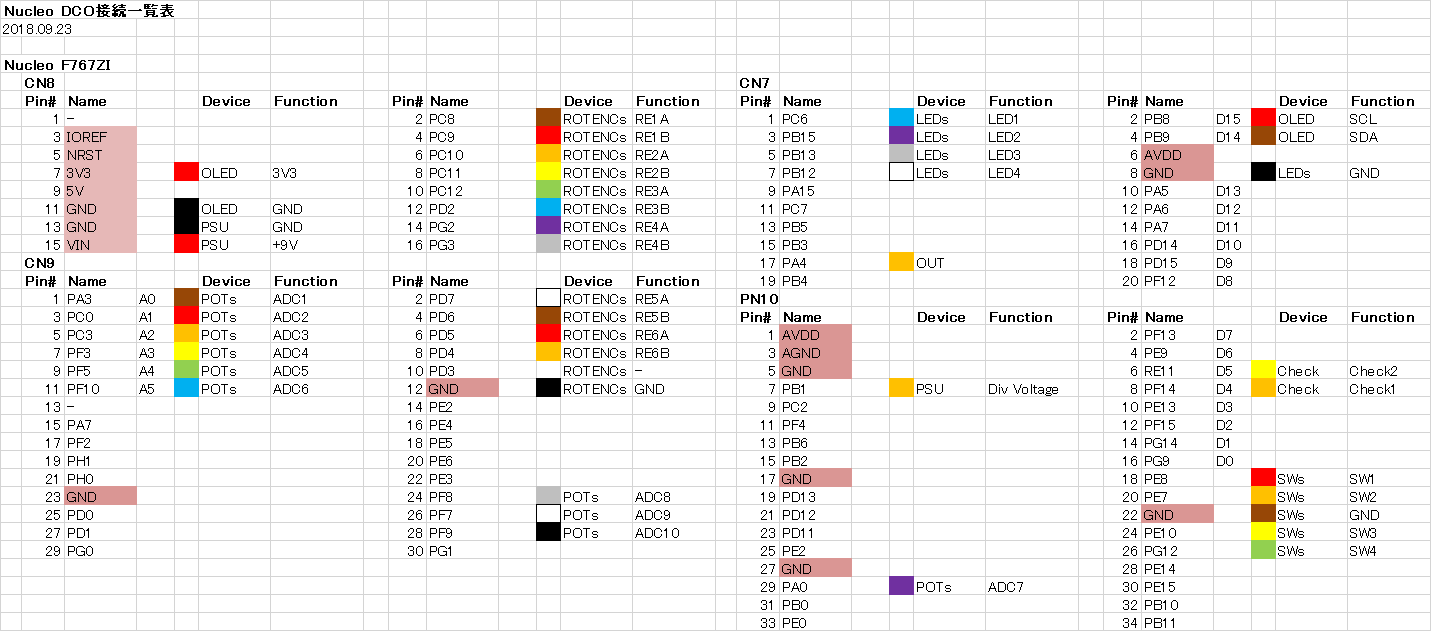 Nucleo DCO接続一覧表
2018.09.23
Nucleo F767ZI
CN8 CN7
Pin# Name Device Function Pin# Name Device Function Pin# Name Device Function Pin# Name Device Function
1 - 2 PC8 ROTENCs RE1A 1 PC6 LEDs LED1 2 PB8 D15 OLED SCL
3 IOREF 4 PC9 ROTENCs RE1B 3 PB15 LEDs LED2 4 PB9 D14 OLED SDA
5 NRST 6 PC10 ROTENCs RE2A 5 PB13 LEDs LED3 6 AVDD
7 3V3 OLED 3V3 8 PC11 ROTENCs RE2B 7 PB12 LEDs LED4 8 GND LEDs GND
9 5V 10 PC12 ROTENCs RE3A 9 PA15 10 PA5 D13
11 GND OLED GND 12 PD2 ROTENCs RE3B 11 PC7 12 PA6 D12
13 GND PSU GND 14 PG2 ROTENCs RE4A 13 PB5 14 PA7 D11
15 VIN PSU +9V 16 PG3 ROTENCs RE4B 15 PB3 16 PD14 D10
CN9 17 PA4 OUT 18 PD15 D9
Pin# Name Device Function Pin# Name Device Function 19 PB4 20 PF12 D8
1 PA3 A0 POTs ADC1 2 PD7 ROTENCs RE5A PN10
3 PC0 A1 POTs ADC2 4 PD6 ROTENCs RE5B Pin# Name Device Function Pin# Name Device Function
5 PC3 A2 POTs ADC3 6 PD5 ROTENCs RE6A 1 AVDD 2 PF13 D7
7 PF3 A3 POTs ADC4 8 PD4 ROTENCs RE6B 3 AGND 4 PE9 D6
9 PF5 A4 POTs ADC5 10 PD3 ROTENCs - 5 GND 6 RE11 D5 Check Check2
11 PF10 A5 POTs ADC6 12 GND ROTENCs GND 7 PB1 PSU Div Voltage 8 PF14 D4 Check Check1
13 - 14 PE2 9 PC2 10 PE13 D3
15 PA7 16 PE4 11 PF4 12 PF15 D2
17 PF2 18 PE5 13 PB6 14 PG14 D1
19 PH1 20 PE6 15 PB2 16 PG9 D0
21 PH0 22 PE3 17 GND 18 PE8 SWs SW1
23 GND 24 PF8 POTs ADC8 19 PD13 20 PE7 SWs SW2
25 PD0 26 PF7 POTs ADC9 21 PD12 22 GND SWs GND
27 PD1 28 PF9 POTs ADC10 23 PD11 24 PE10 SWs SW3
29 PG0 30 PG1 25 PE2 26 PG12 SWs SW4
27 GND 28 PE14
29 PA0 POTs ADC7 30 PE15
31 PB0 32 PB10
33 PE0 34 PB11